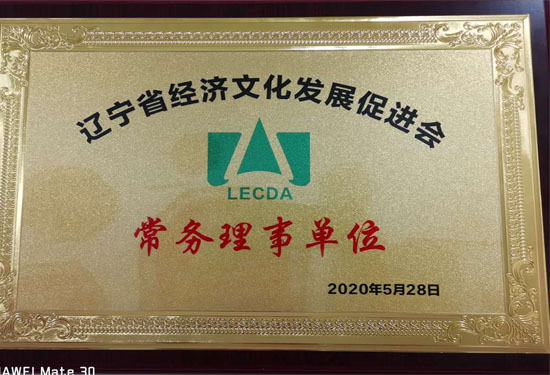 辽宁省经济文化发展促进会
LECDA
常务理事单位
2020年5月28日
AWEI Mate 30